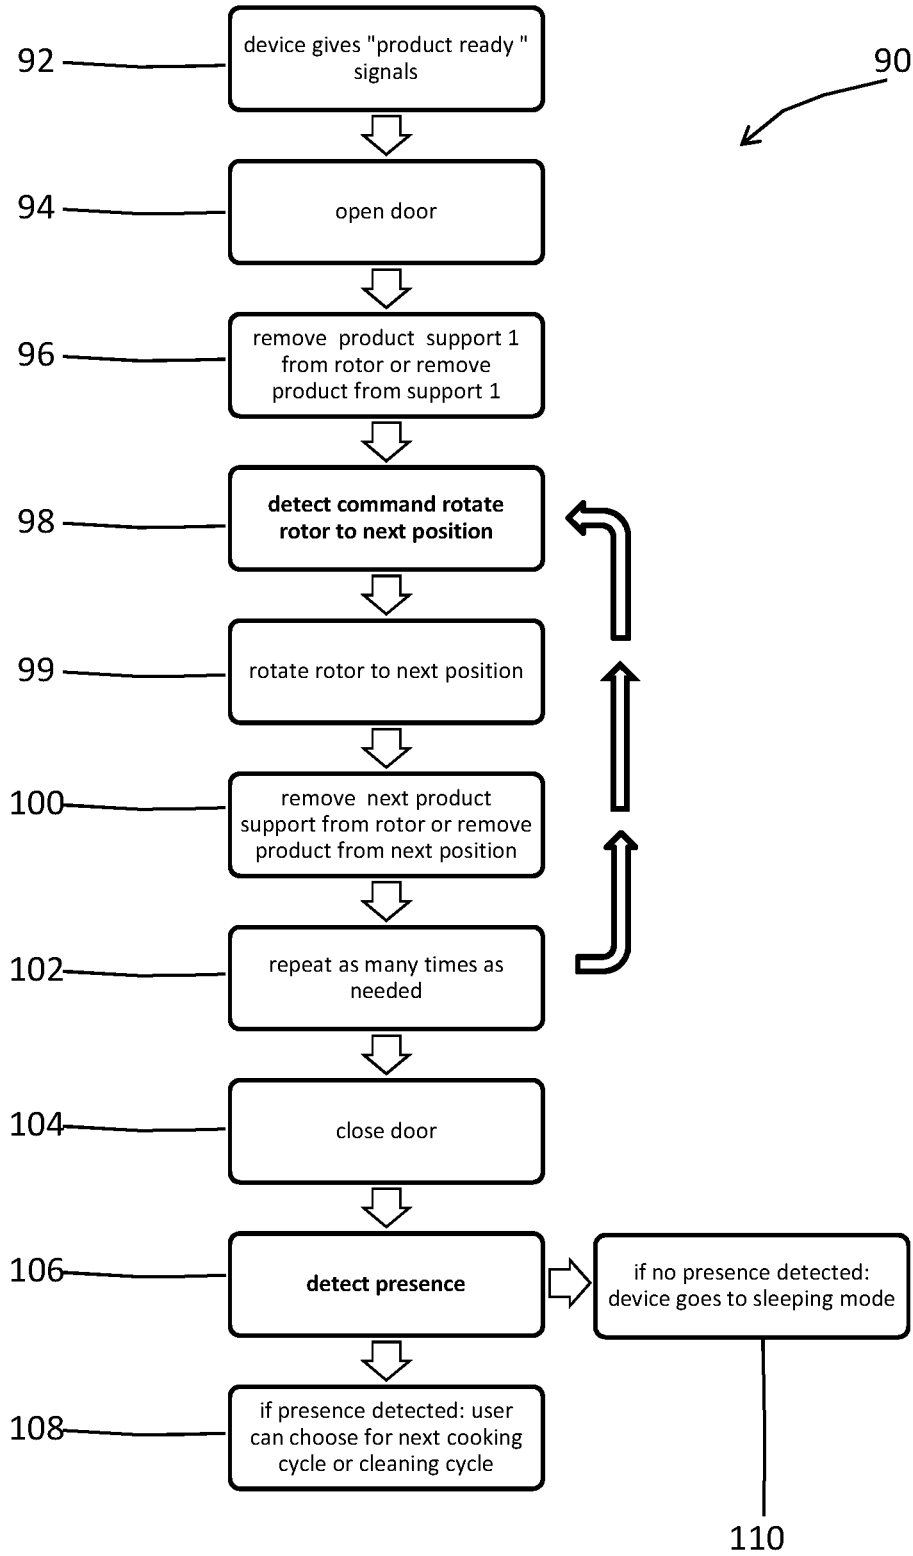 92
device gives "product ready "
signals
90
94
open door
96
remove product support 1
from rotor or remove
product from support 1
98
detect command rotate
rotor to next position
99
rotate rotor to next position
100
remove next product
support from rotor or remove
product from next position
102
repeat as many times as
needed
104
close door
106
detect presence
if no presence detected:
device goes to sleeping mode
108
if presence detected: user
can choose for next cooking
cycle or cleaning cycle
110